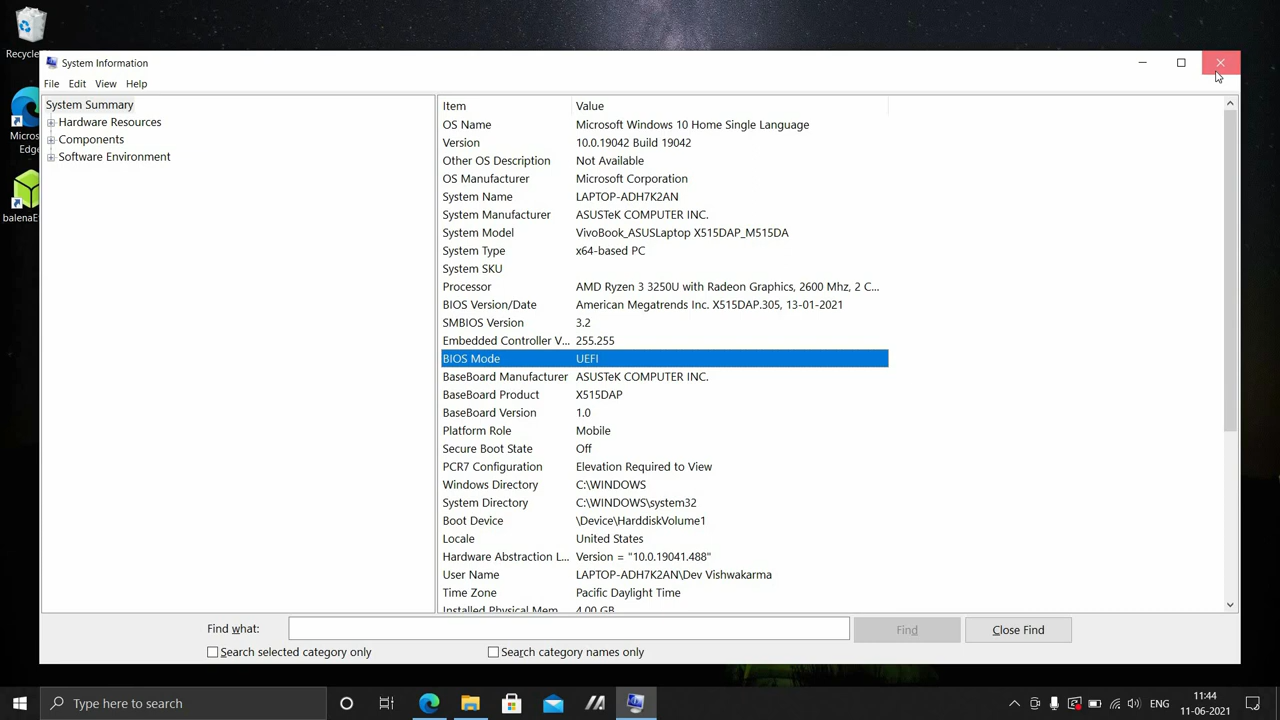 Recycle
System Information
File Edit View Help
System Summary
Hardware Resources
Components
Software Environment
Item Value
OS Name Microsoft Windows 10 Home Single Language
Version 10.0.19042 Build 19042
Other OS Description Not Available
OS Manufacturer Microsoft Corporation
System Name LAPTOP-ADH7K2AN
System Manufacturer ASUSTeK COMPUTER INC.
System Model VivoBook_ASUSLaptop X515DAP_M515DA
System Type x64-based PC
System SKU
Processor AMD Ryzen 3 3250U with Radeon Graphics, 2600 Mhz, 2 C...
BIOS Version/Date American Megatrends Inc. X515DAP.305, 13-01-2021
SMBIOS Version 3.2
Embedded Controller V... 255.255
BIOS Mode UEFI
BaseBoard Manufacturer ASUSTeK COMPUTER INC.
BaseBoard Product X515DAP
BaseBoard Version 1.0
Platform Role Mobile
Secure Boot State Off
PCR7 Configuration Elevation Required to View
Windows Directory C:\WINDOWS
System Directory C:\WINDOWS\system32
Boot Device \Device\HarddiskVolume1
Locale United States
Hardware Abstraction L... Version = "10.0.19041.488"
User Name LAPTOP-ADH7K2AN\Dev Vishwakarma
Time Zone Pacific Daylight Time
Installed Physical Mem... 4.00 GB
Micros
Edge
balenaE
Find what: Find Close Find
Search selected category only Search category names only
Type here to search
ENG
11:44
11-06-2021